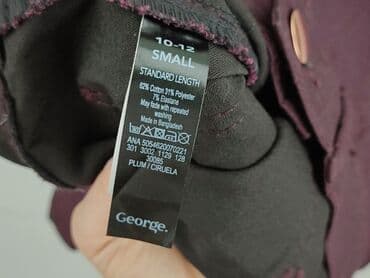 10-12
SMALL
STANDARD LENGTH
62% Cotton 31% Polyester
7% Elastane
May fade with repeated
washing
Made in Bangladesh
ANA 5054620070221
301 3002 1129 128
30085
PLUM / CIRUELA
George.